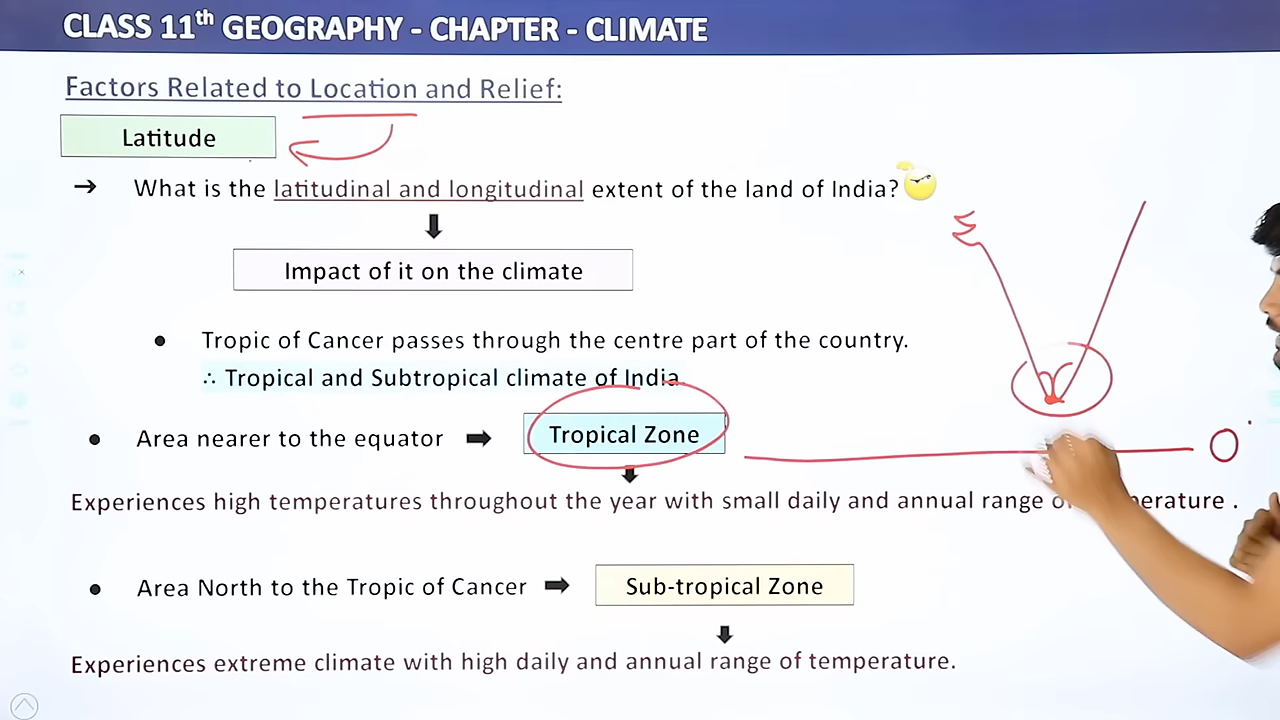 CLASS 11th GEOGRAPHY - CHAPTER - CLIMATE
Factors Related to Location and Relief:
Latitude
→ What is the latitudinal and longitudinal extent of the land of India?
Impact of it on the climate
● Tropic of Cancer passes through the centre part of the country.
∴ Tropical and Subtropical climate of India.
● Area nearer to the equator ➡ Tropical Zone
0°
Experiences high temperatures throughout the year with small daily and annual range .
● Area North to the Tropic of Cancer ➡ Sub-tropical Zone
Experiences extreme climate with high daily and annual range of temperature.